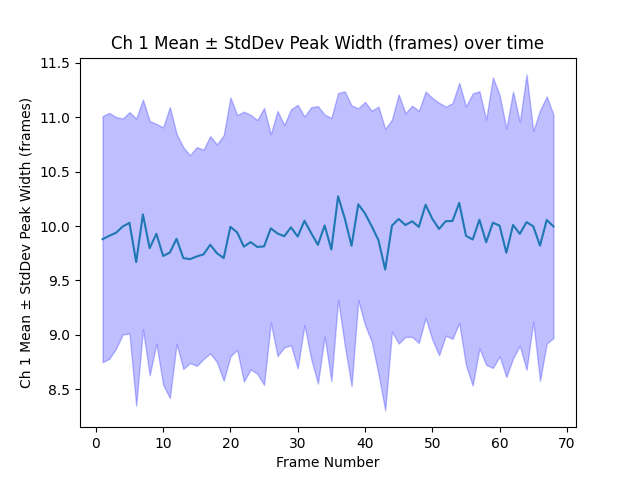 Ch 1 Mean ± StdDev Peak Width (frames) over time
11.5
11.0
10.5
10.0
9.5
9.0
8.5
Ch 1 Mean ± StdDev Peak Width (frames)
0 10 20 30 40 50 60 70
Frame Number